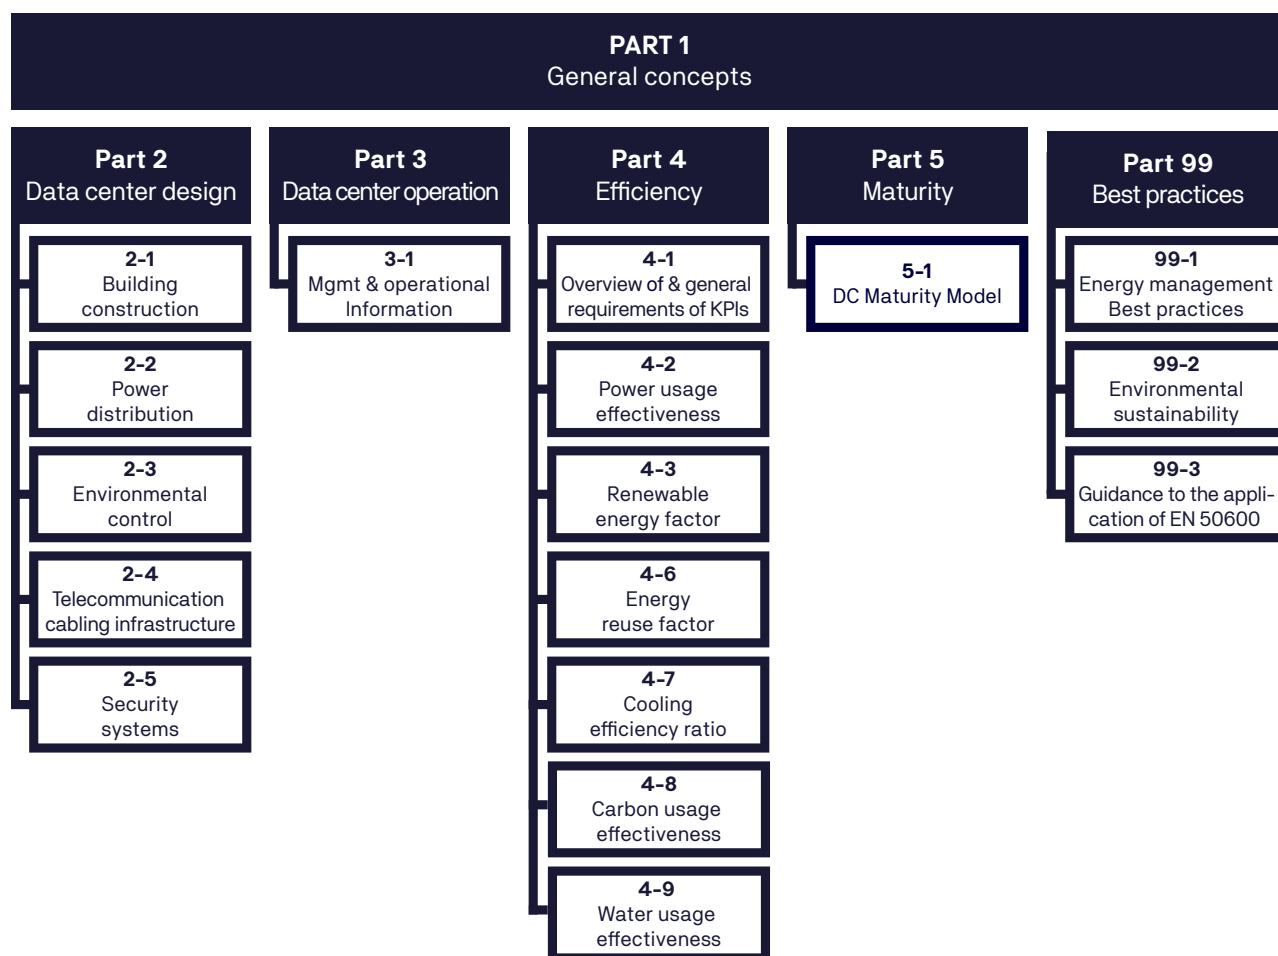 PART 1
General concepts
Part 2
Data center design
2-1
Building
construction
2-2
Power
distribution
2-3
Environmental
control
2-4
Telecommunication
cabling infrastructure
2-5
Security
systems
Part 3
Data center operation
3-1
Mgmt & operational
Information
Part 4
Efficiency
4-1
Overview of & general
requirements of KPIs
4-2
Power usage
effectiveness
4-3
Renewable
energy factor
4-6
Energy
reuse factor
4-7
Cooling
efficiency ratio
4-8
Carbon usage
effectiveness
4-9
Water usage
effectiveness
Part 5
Maturity
5-1
DC Maturity Model
Part 99
Best practices
99-1
Energy management
Best practices
99-2
Environmental
sustainability
99-3
Guidance to the appli-
cation of EN 50600